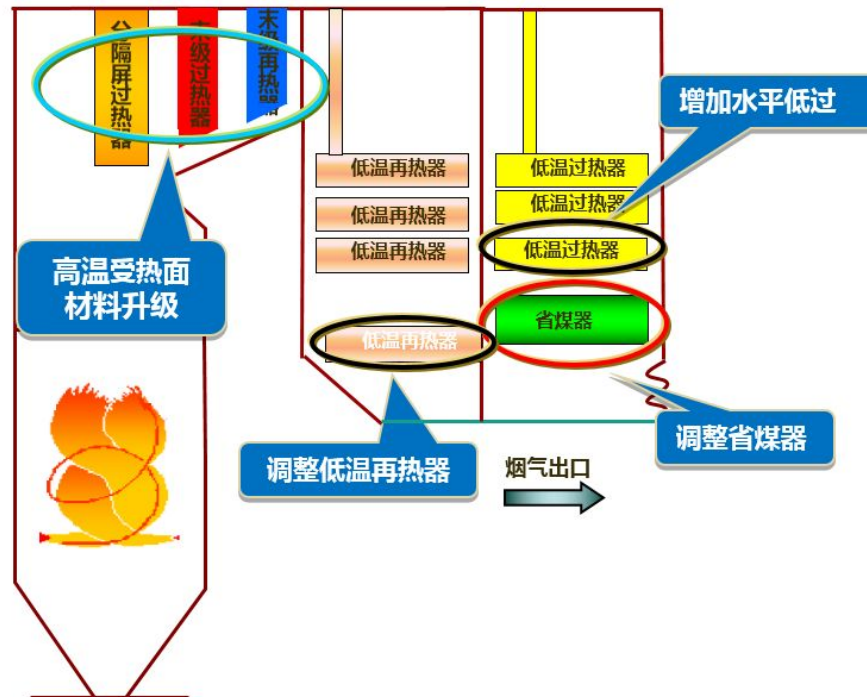 分隔屏过热器
末级过热器
末级再热器
增加水平低过
低温再热器
低温过热器
低温再热器
低温过热器
低温再热器
低温过热器
高温受热面
材料升级
省煤器
低温再热器
调整省煤器
调整低温再热器
烟气出口